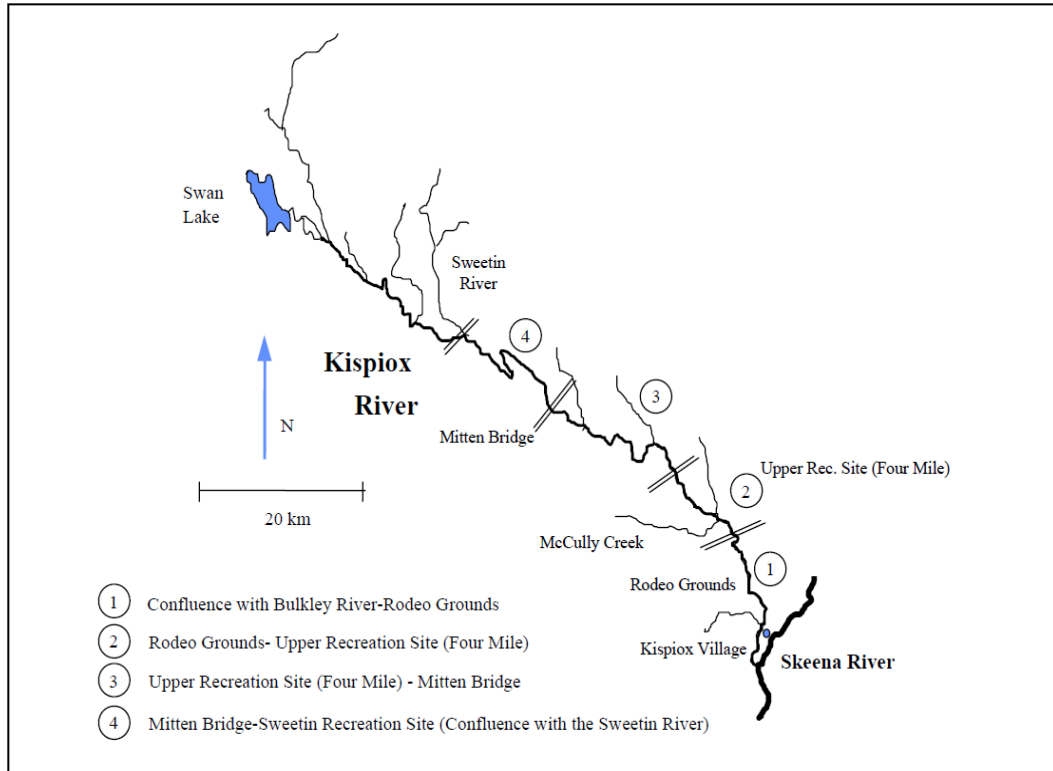 Swan
Lake
Sweetin
River
4
Kispiox
River
3
N
Mitten Bridge
Upper Rec. Site (Four Mile)
2
20 km
McCully Creek
1
Rodeo Grounds
Kispiox Village
Skeena River
1 Confluence with Bulkley River-Rodeo Grounds
2 Rodeo Grounds- Upper Recreation Site (Four Mile)
3 Upper Recreation Site (Four Mile) - Mitten Bridge
4 Mitten Bridge-Sweetin Recreation Site (Confluence with the Sweetin River)